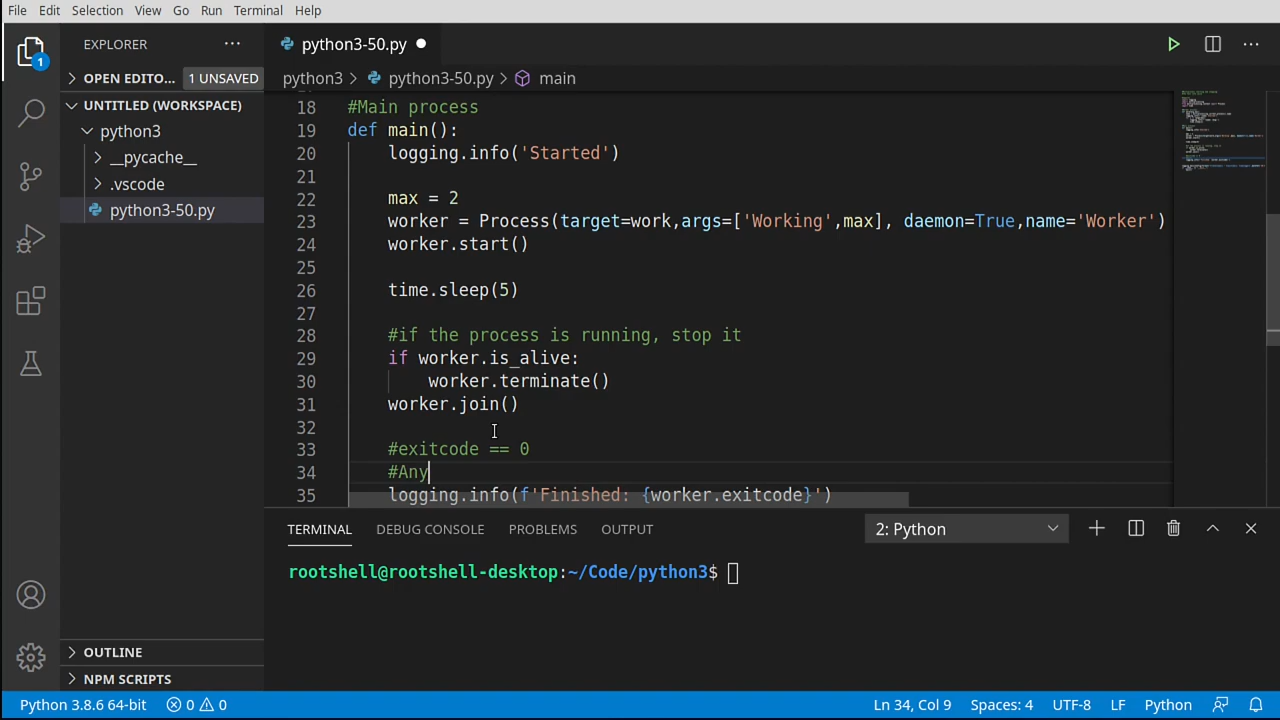 File Edit Selection View Go Run Terminal Help
EXPLORER
OPEN EDITO... 1 UNSAVED
UNTITLED (WORKSPACE)
python3
__pycache__
.vscode
python3-50.py
OUTLINE
NPM SCRIPTS
1
python3-50.py
python3 > python3-50.py > main
18 #Main process
19 def main():
20 logging.info('Started')
21
22 max = 2
23 worker = Process(target=work,args=['Working',max], daemon=True,name='Worker')
24 worker.start()
25
26 time.sleep(5)
27
28 #if the process is running, stop it
29 if worker.is_alive:
30 worker.terminate()
31 worker.join()
32
33 #exitcode == 0
34 #Any
35 logging.info(f'Finished: {worker.exitcode}')
TERMINAL DEBUG CONSOLE PROBLEMS OUTPUT 2: Python
rootshell@rootshell-desktop:~/Code/python3$
Python 3.8.6 64-bit 0 0 Ln 34, Col 9 Spaces: 4 UTF-8 LF Python